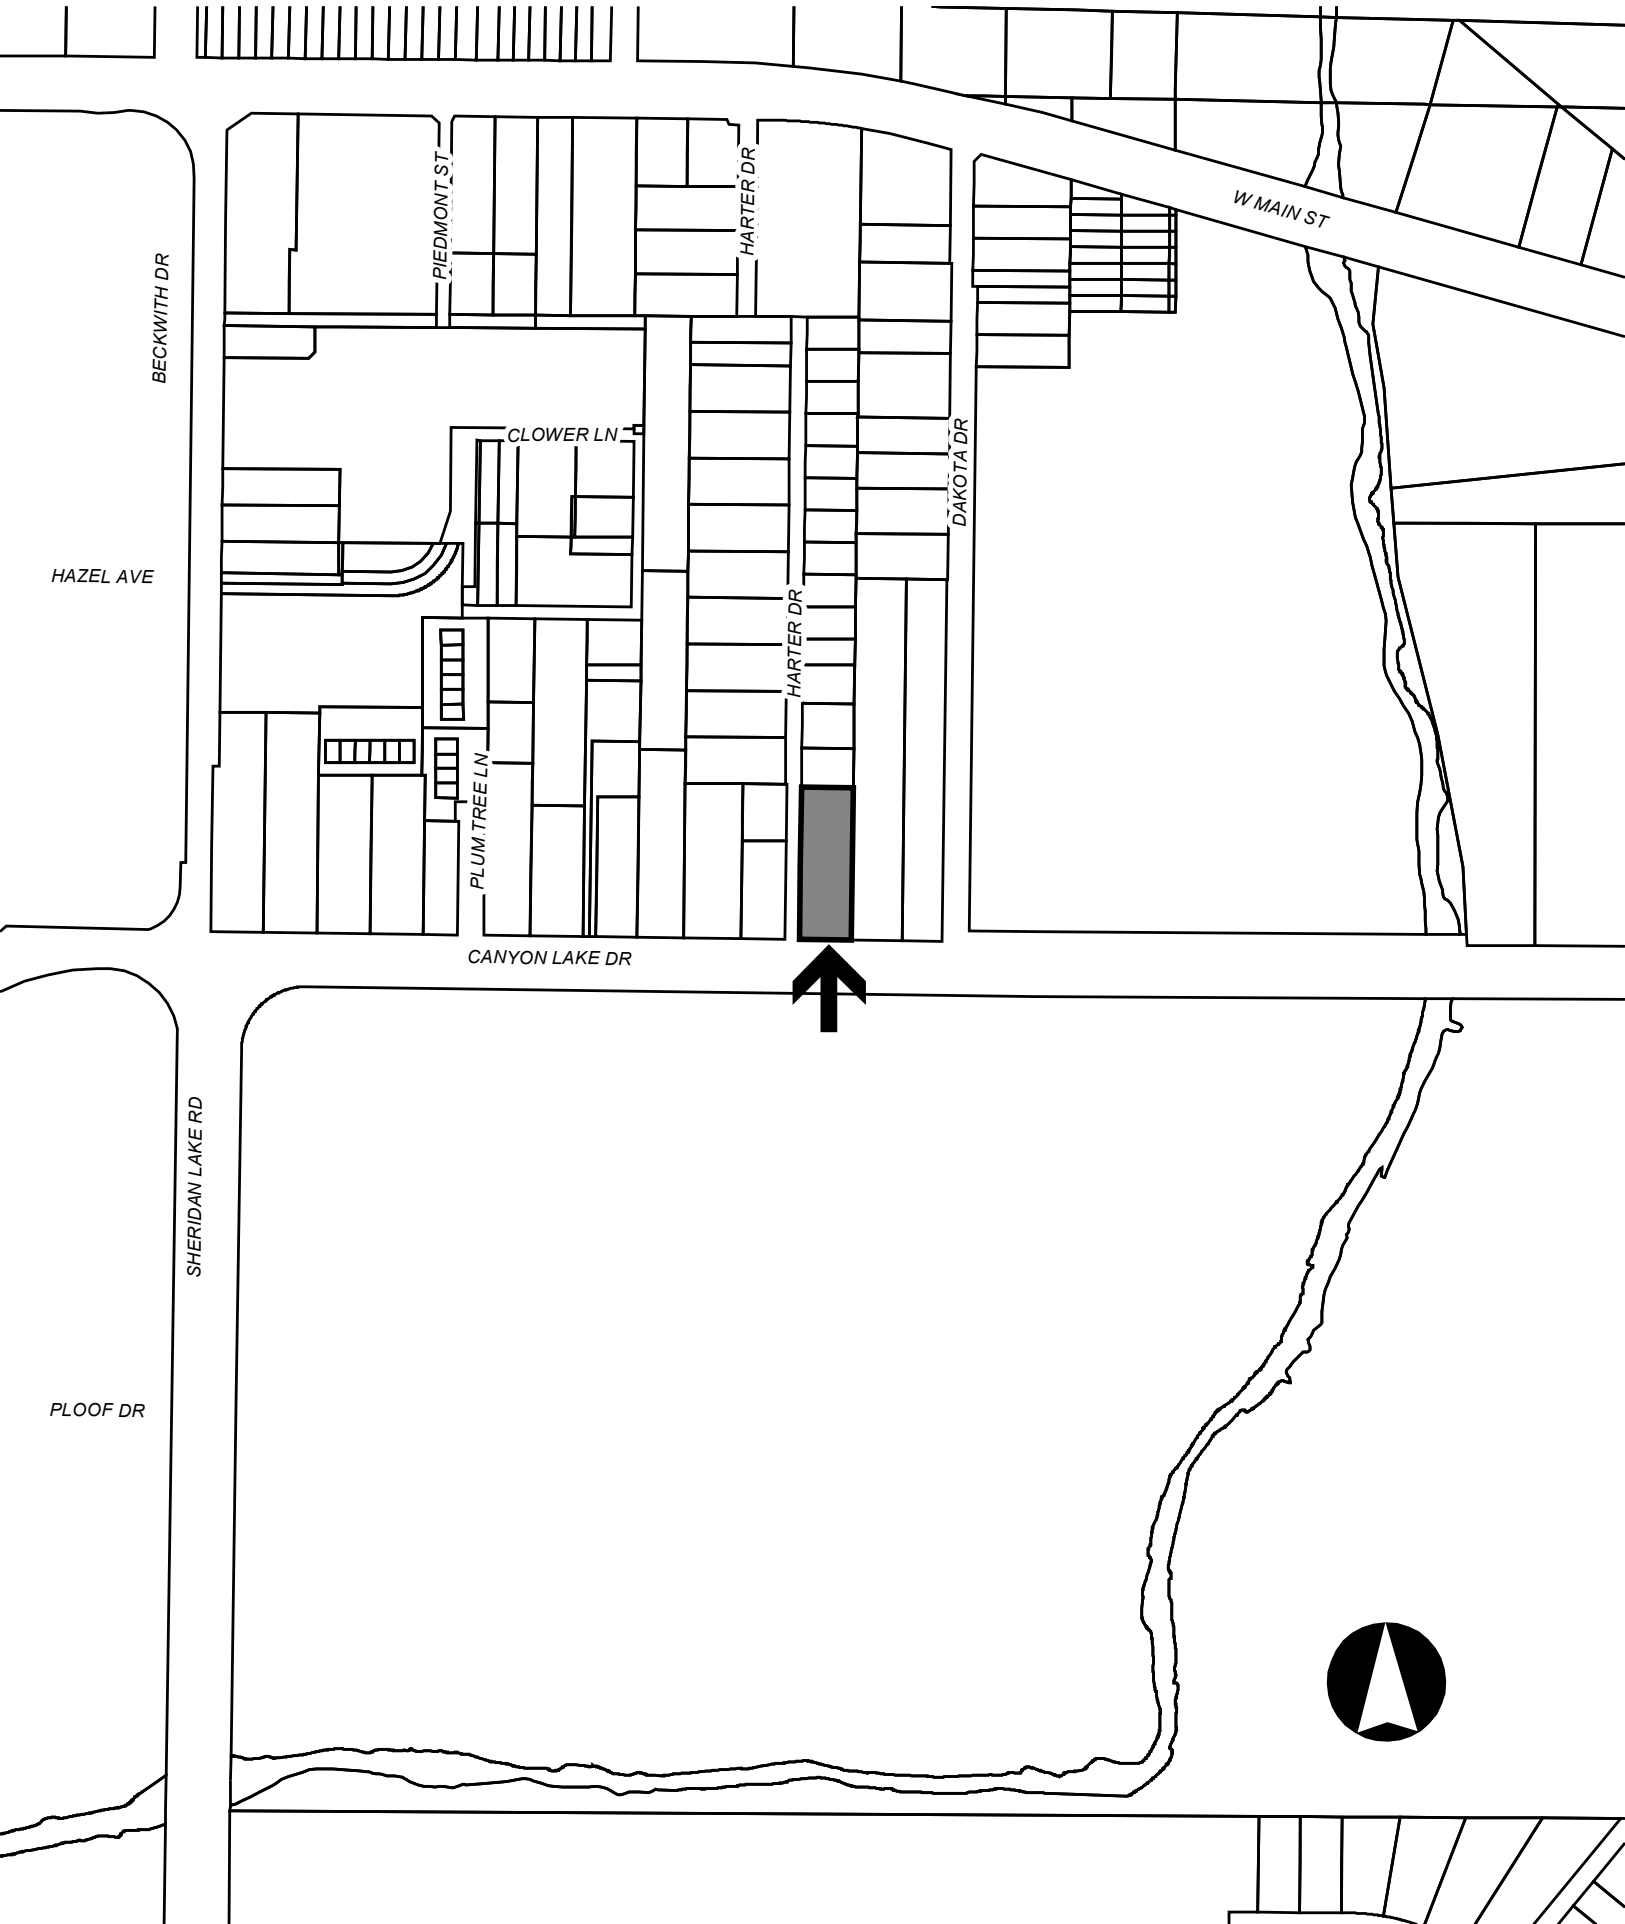 PIEDMONT ST
HARTER DR
W MAIN ST
BECKWITH DR
CLOWER LN
DAKOTA DR
HAZEL AVE
HARTER DR
PLUM TREE LN
CANYON LAKE DR
SHERIDAN LAKE RD
PLOOF DR